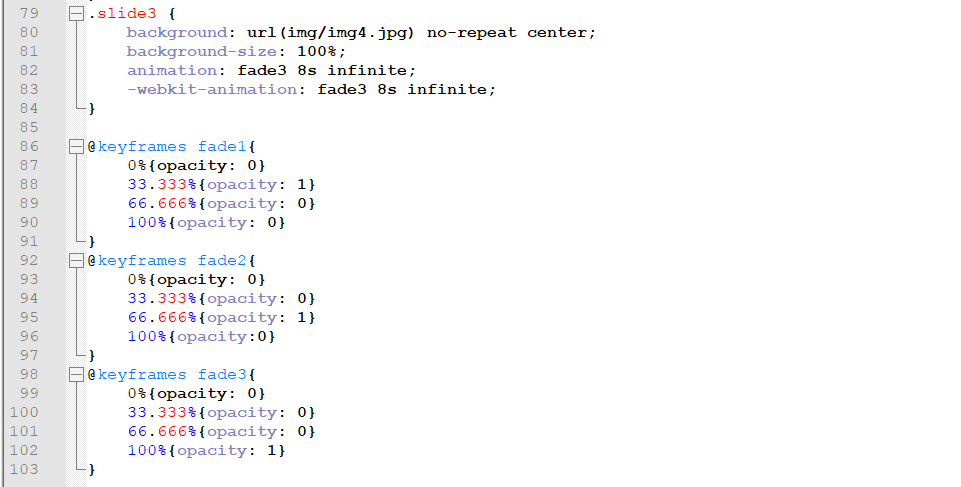 79 .slide3 {
80 background: url(img/img4.jpg) no-repeat center;
81 background-size: 100%;
82 animation: fade3 8s infinite;
83 -webkit-animation: fade3 8s infinite;
84 }
85
86 @keyframes fade1{
87 0%{opacity: 0}
88 33.333%{opacity: 1}
89 66.666%{opacity: 0}
90 100%{opacity: 0}
91 }
92 @keyframes fade2{
93 0%{opacity: 0}
94 33.333%{opacity: 0}
95 66.666%{opacity: 1}
96 100%{opacity:0}
97 }
98 @keyframes fade3{
99 0%{opacity: 0}
100 33.333%{opacity: 0}
101 66.666%{opacity: 0}
102 100%{opacity: 1}
103 }